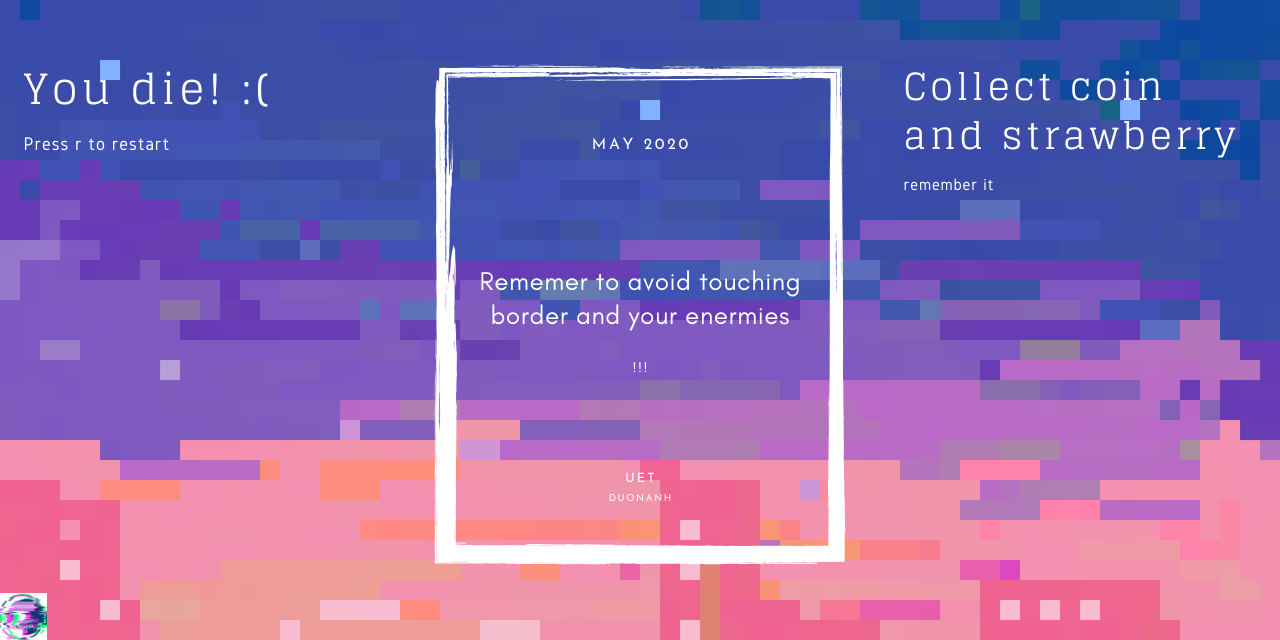 You die! :(
Press r to restart
MAY 2020
Rememer to avoid touching
border and your enermies
!!!
UET
DUONANH
Collect coin
and strawberry
remember it